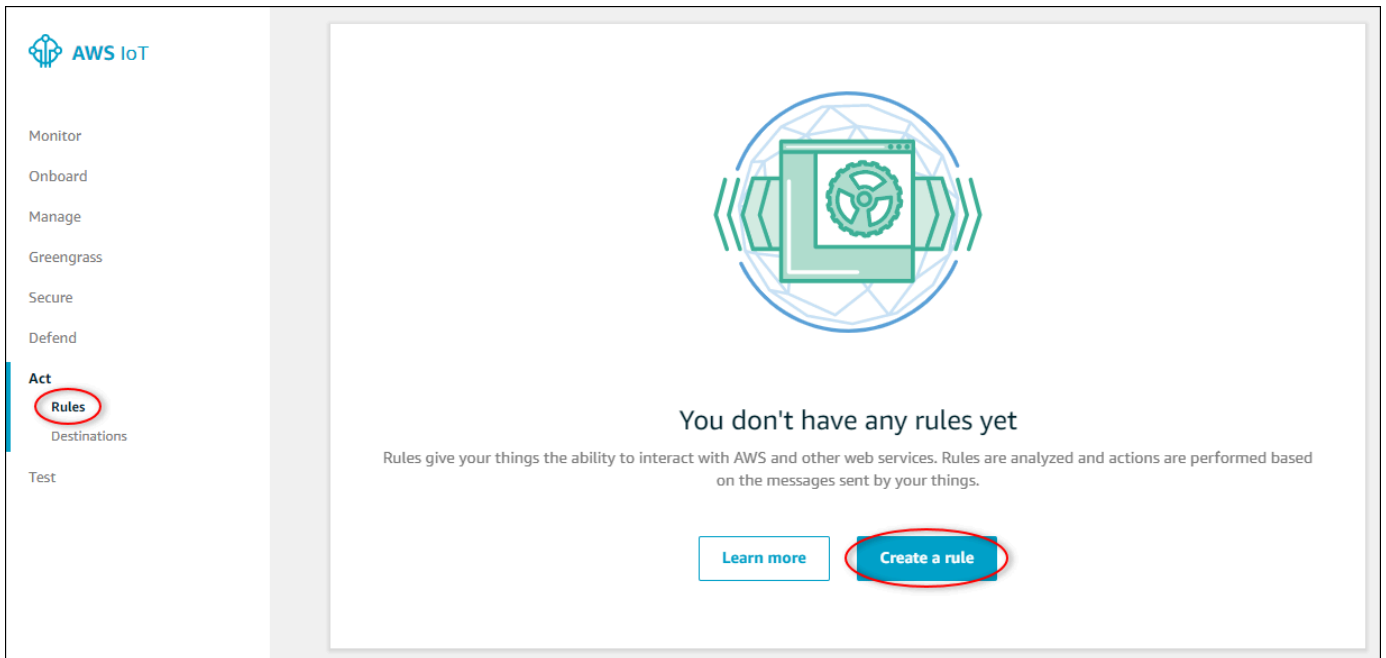 AWS IoT
Monitor
Onboard
Manage
Greengrass
Secure
Defend
Act
Rules
Destinations
Test
You don't have any rules yet
Rules give your things the ability to interact with AWS and other web services. Rules are analyzed and actions are performed based
on the messages sent by your things.
Learn more
Create a rule